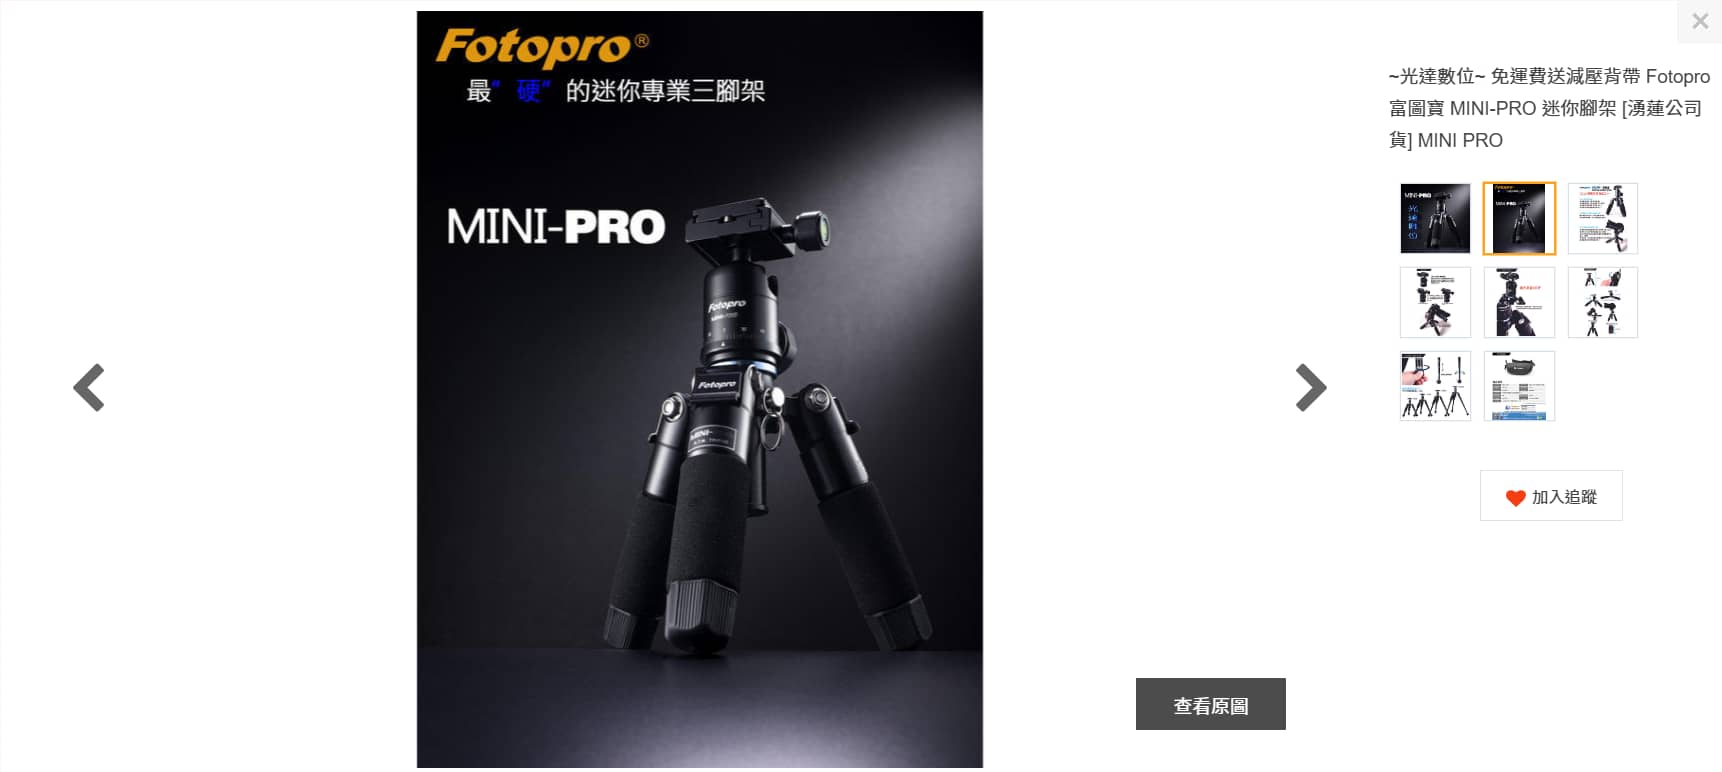 Fotopro®
最”硬”的迷你專業三腳架
MINI-PRO
Fotopro
Fotopro
MINI-
~光達數位~ 免運費送減壓背帶 Fotopro
富圖寶 MINI-PRO 迷你腳架 [湧蓮公司
貨] MINI PRO
加入追蹤
查看原圖